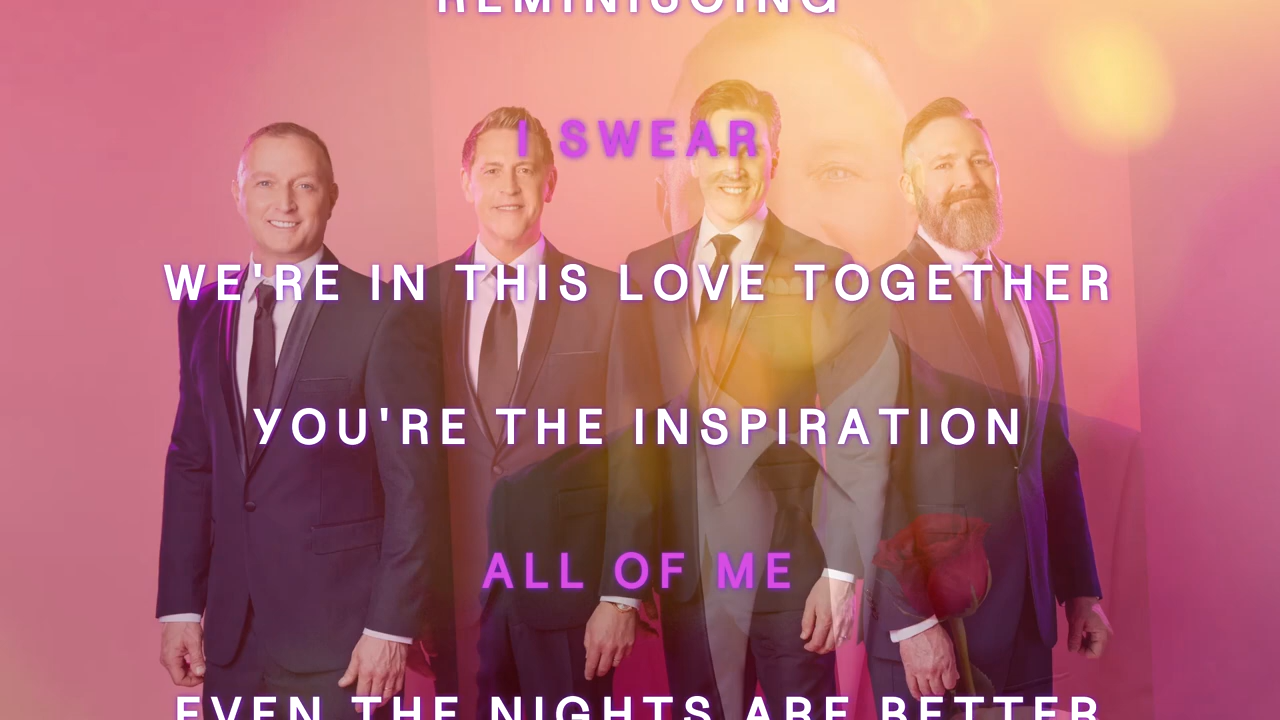 REMINISCING
I SWEAR
WE'RE IN THIS LOVE TOGETHER
YOU'RE THE INSPIRATION
ALL OF ME
EVEN THE NIGHTS ARE BETTER